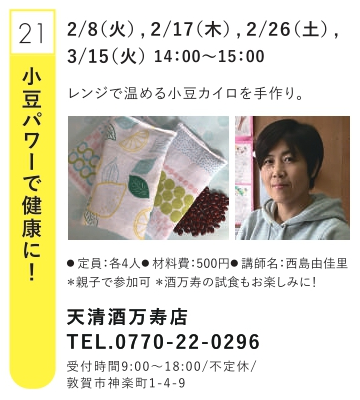 21
小豆パワーで健康に！
2/8（火）, 2/17（木）, 2/26（土）,
3/15（火） 14：00〜15：00
レンジで温める小豆カイロを手作り。
●定員：各4人●材料費：500円●講師名：西島由佳里
＊親子で参加可 ＊酒万寿の試食もお楽しみに！
天清酒万寿店
TEL.0770-22-0296
受付時間9:00〜18:00/不定休/
敦賀市神楽町1-4-9